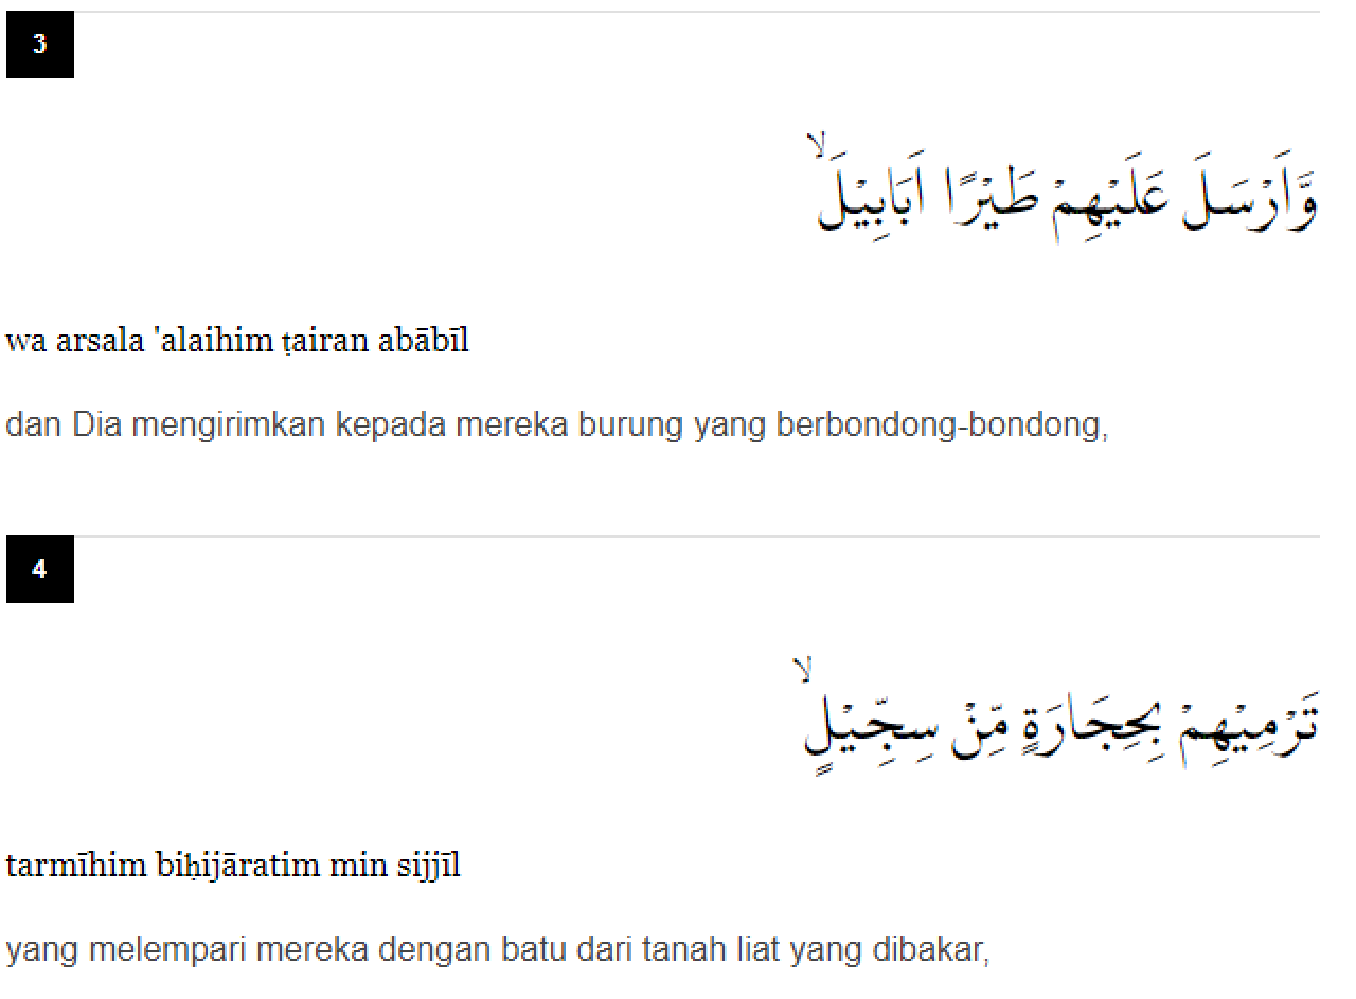 3
وَّاَرْسَلَ عَلَيْهِمْ طَيْرًا اَبَابِيْلَۙ
wa arsala 'alaihim ṭairan abābīl
dan Dia mengirimkan kepada mereka burung yang berbondong-bondong,
4
تَرْمِيْهِمْ بِحِجَارَةٍ مِّنْ سِجِّيْلٍۙ
tarmīhim biḥijāratim min sijjīl
yang melempari mereka dengan batu dari tanah liat yang dibakar,